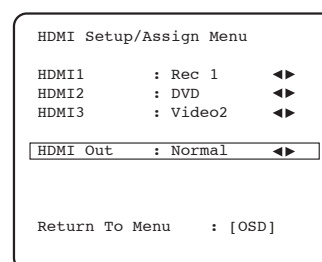 HDMI Setup/Assign Menu
HDMI1 : Rec 1 ◄►
HDMI2 : DVD ◄►
HDMI3 : Video2 ◄►
HDMI Out : Normal ◄►
Return To Menu : [OSD]